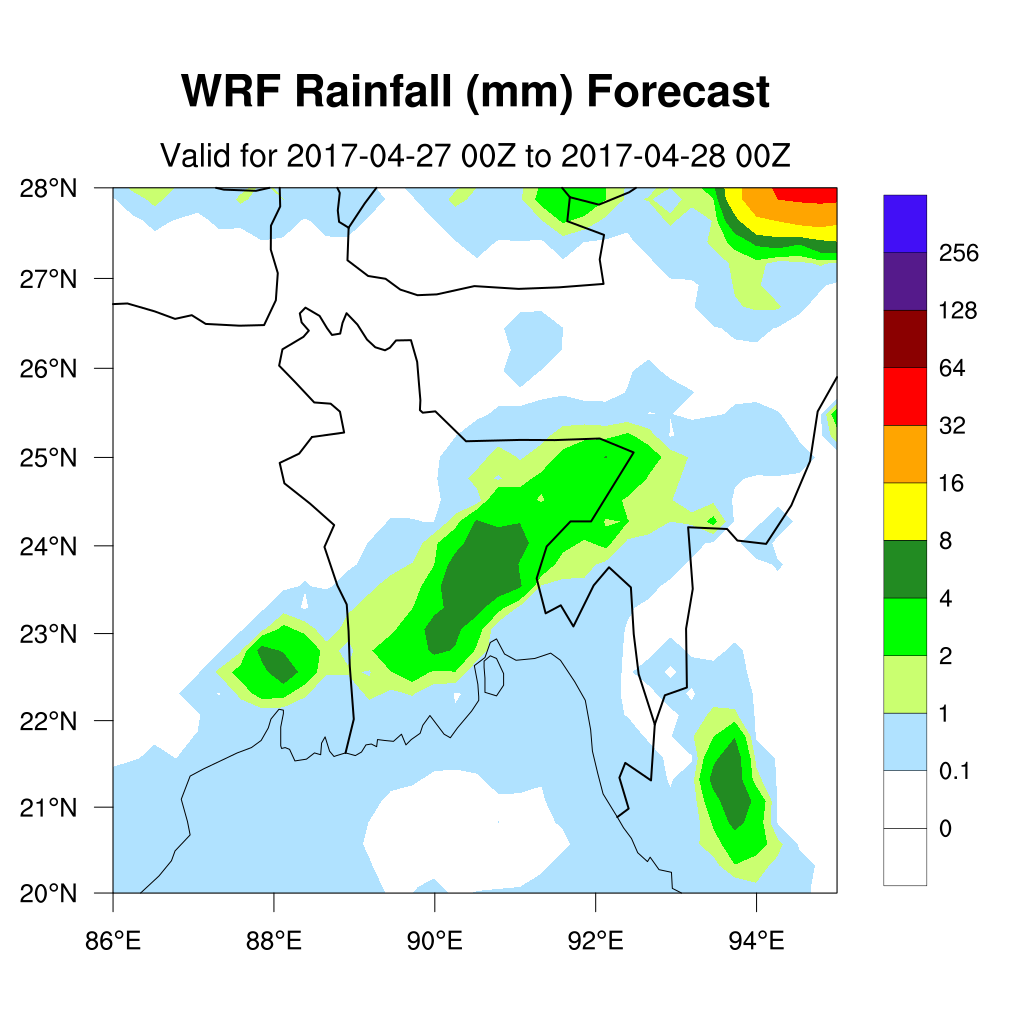 WRF Rainfall (mm) Forecast
Valid for 2017-04-27 00Z to 2017-04-28 00Z
28°N
27°N
26°N
25°N
24°N
23°N
22°N
21°N
20°N
86°E 88°E 90°E 92°E 94°E
256
128
64
32
16
8
4
2
1
0.1
0